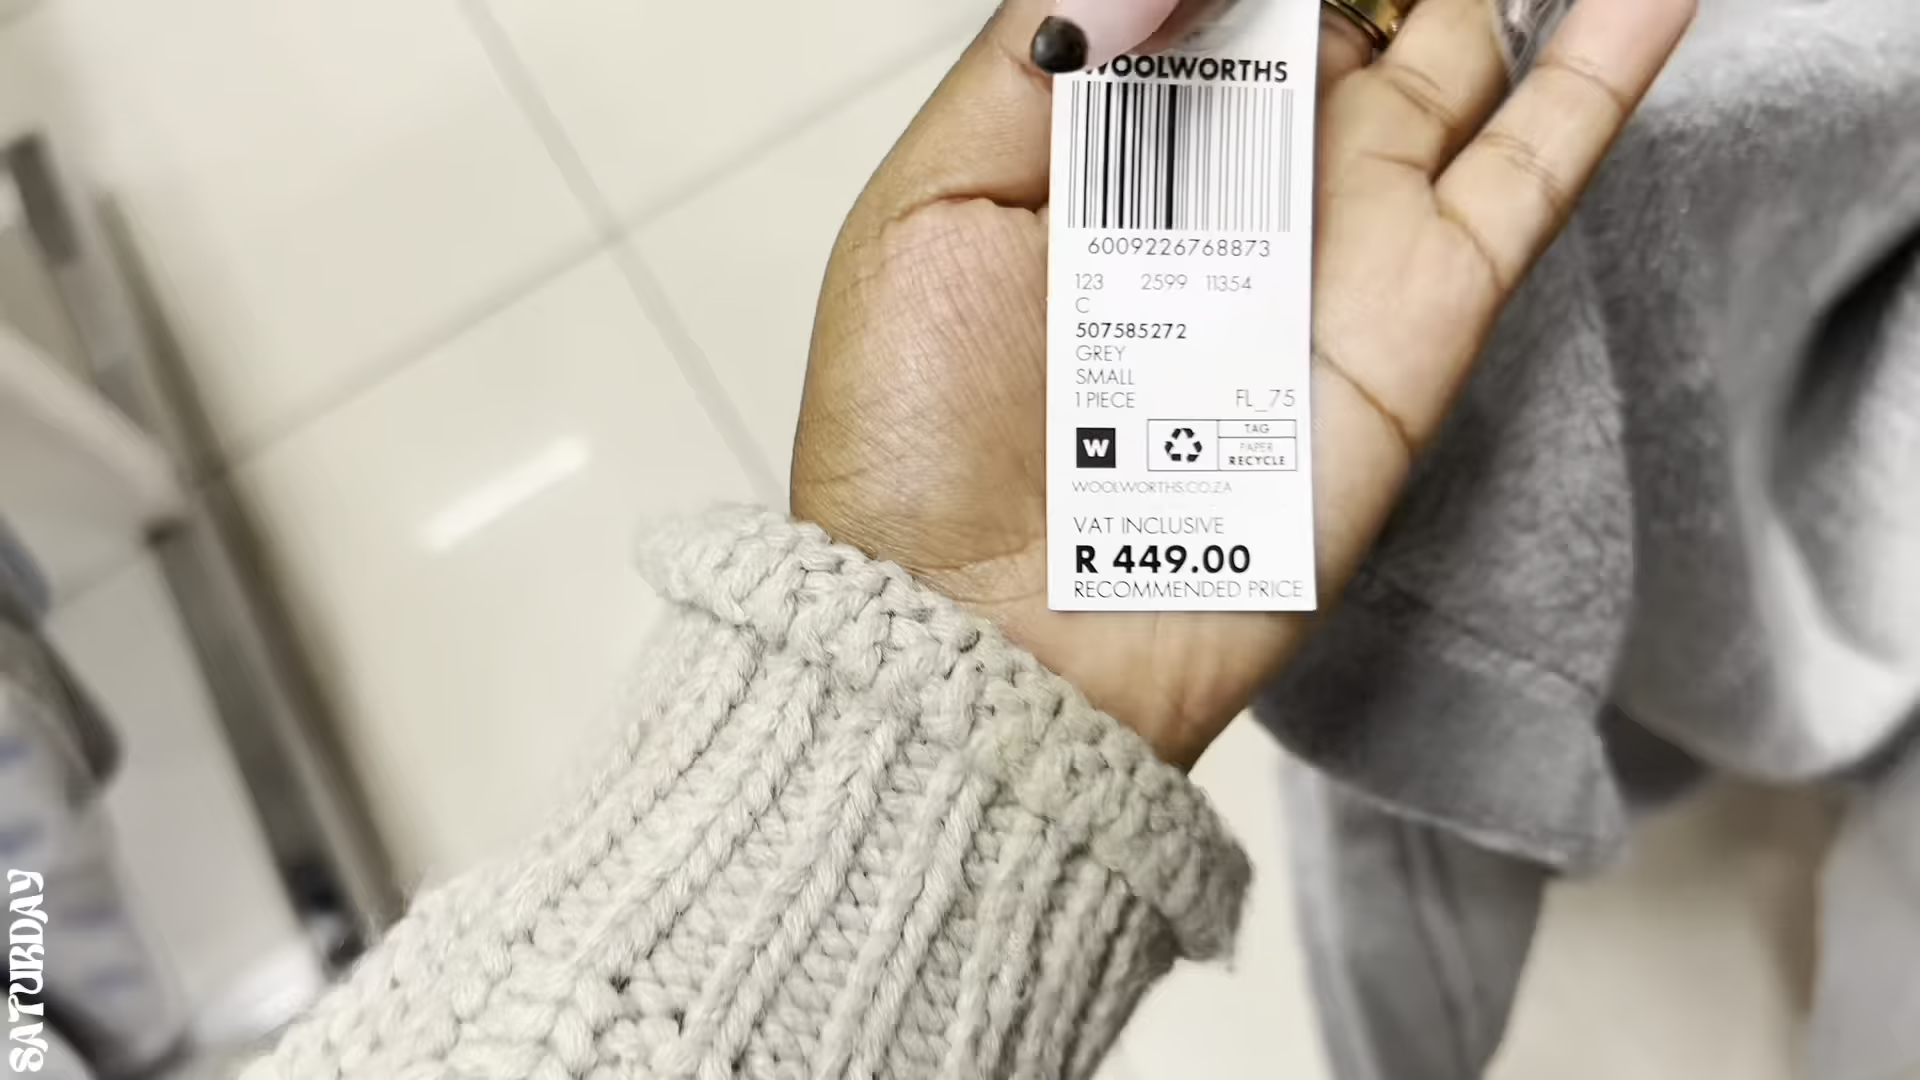 WOOLWORTHS
6009226768873
123 2599 11354
C
507585272
GREY
SMALL
1 PIECE FL_75
W
TAG
PAPER
RECYCLE
WOOLWORTHS.CO.ZA
VAT INCLUSIVE
R 449.00
RECOMMENDED PRICE
SATURDAY